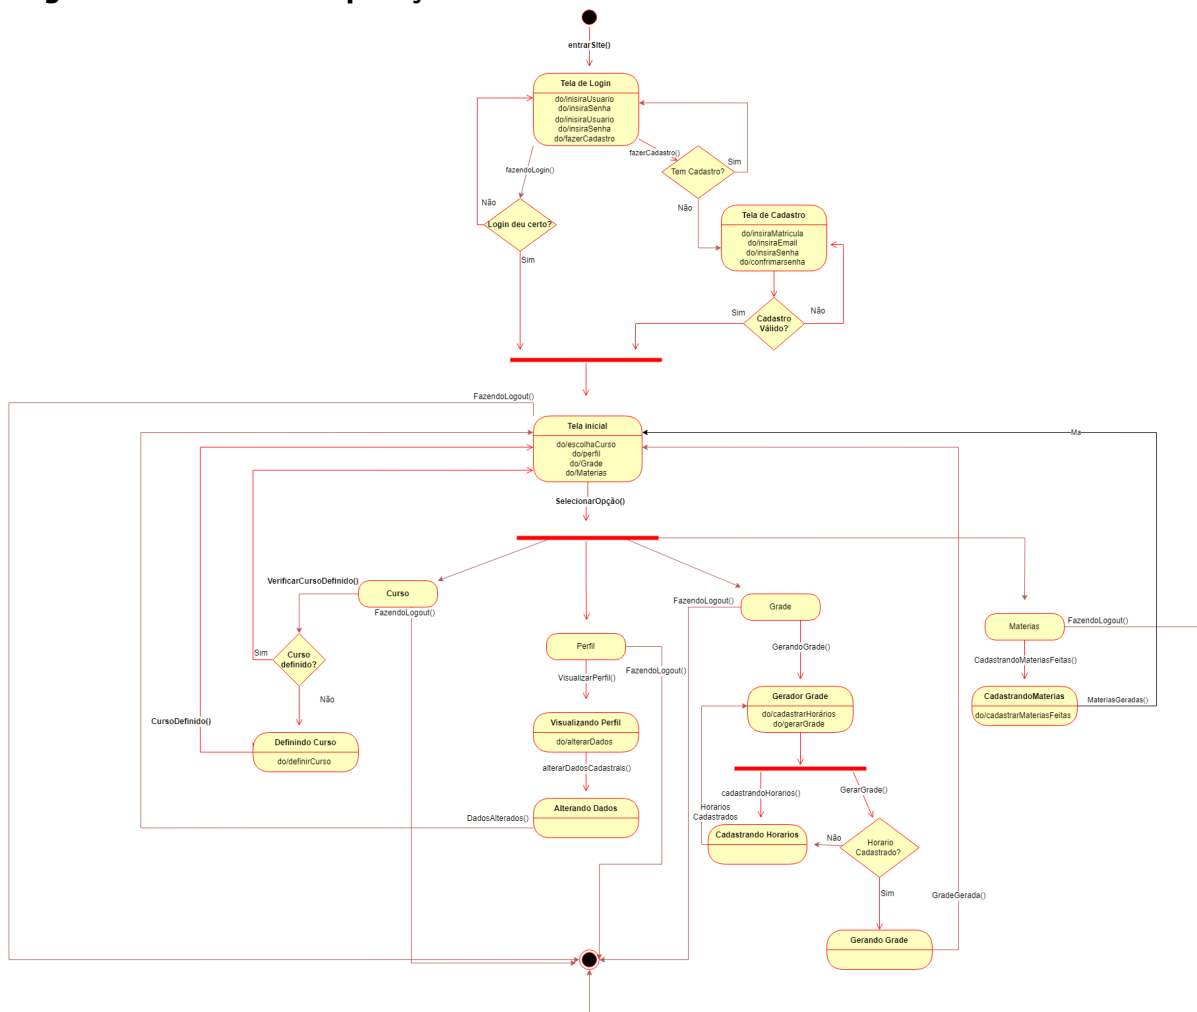 entrarSIte()
Tela de Login
do/inisiraUsuario
do/insiraSenha
do/inisiraUsuario
do/insiraSenha
do/fazerCadastro
fazerCadastro()
fazendoLogin()
Tem Cadastro?
Sim
Não
Não
Login deu certo?
Sim
Tela de Cadastro
do/insiraMatricula
do/insiraEmail
do/insiraSenha
do/confrimarsenha
Sim
Não
Cadastro
Válido?
FazendoLogout()
Tela inicial
do/escolhaCurso
do/perfil
do/Grade
do/Materias
Ma
SelecionarOpção()
VerificarCursoDefinido()
Curso
FazendoLogout()
FazendoLogout()
Grade
Materias
FazendoLogout()
Perfil
GerandoGrade()
CadastrandoMateriasFeitas()
Sim
Curso
definido?
VisualizarPerfil()
FazendoLogout()
Não
Gerador Grade
do/cadastrarHorários
do/gerarGrade
CadastrandoMaterias
do/cadastrarMateriasFeitas
MateriasGeradas()
CursoDefinido()
Visualizando Perfil
do/alterarDados
Definindo Curso
do/definirCurso
alterarDadosCadastrais()
cadastrandoHorarios()
GerarGrade()
Horarios
Cadastrados
DadosAlterados()
Alterando Dados
Cadastrando Horarios
Não
Horario
Cadastrado?
Sim
GradeGerada()
Gerando Grade